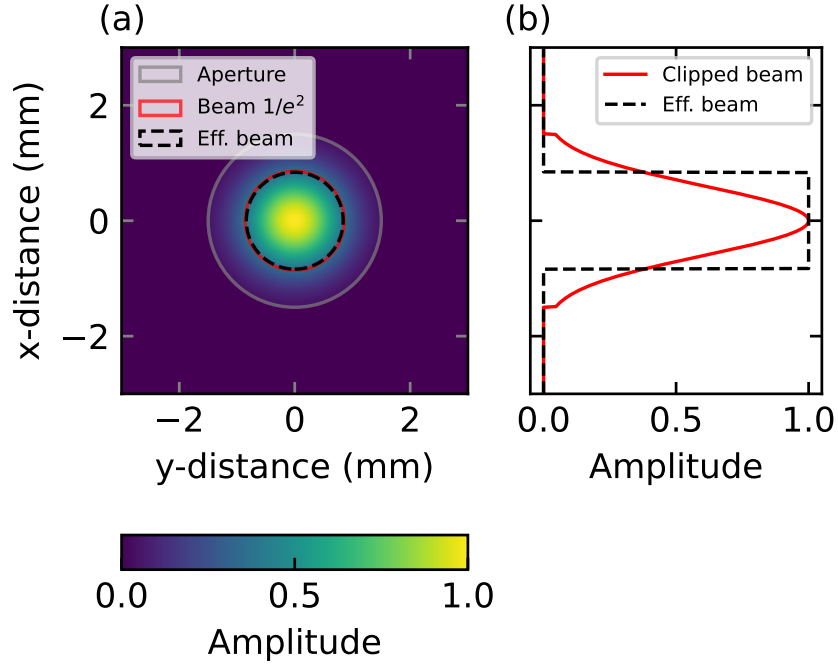 (a)
Aperture
Beam 1/e²
Eff. beam
2
0
−2
x-distance (mm)
−2 0 2
y-distance (mm)
0.0 0.5 1.0
Amplitude
(b)
Clipped beam
Eff. beam
0.0 0.5 1.0
Amplitude